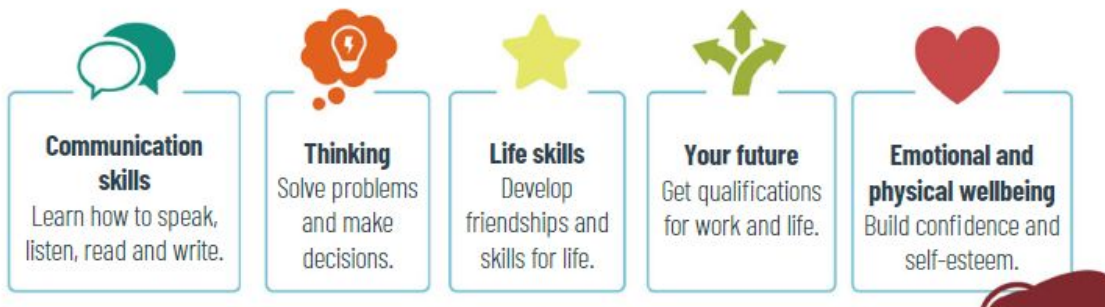 Communication
skills
Learn how to speak,
listen, read and write.
Thinking
Solve problems
and make
decisions.
Life skills
Develop
friendships and
skills for life.
Your future
Get qualifications
for work and life.
Emotional and
physical wellbeing
Build confidence and
self-esteem.